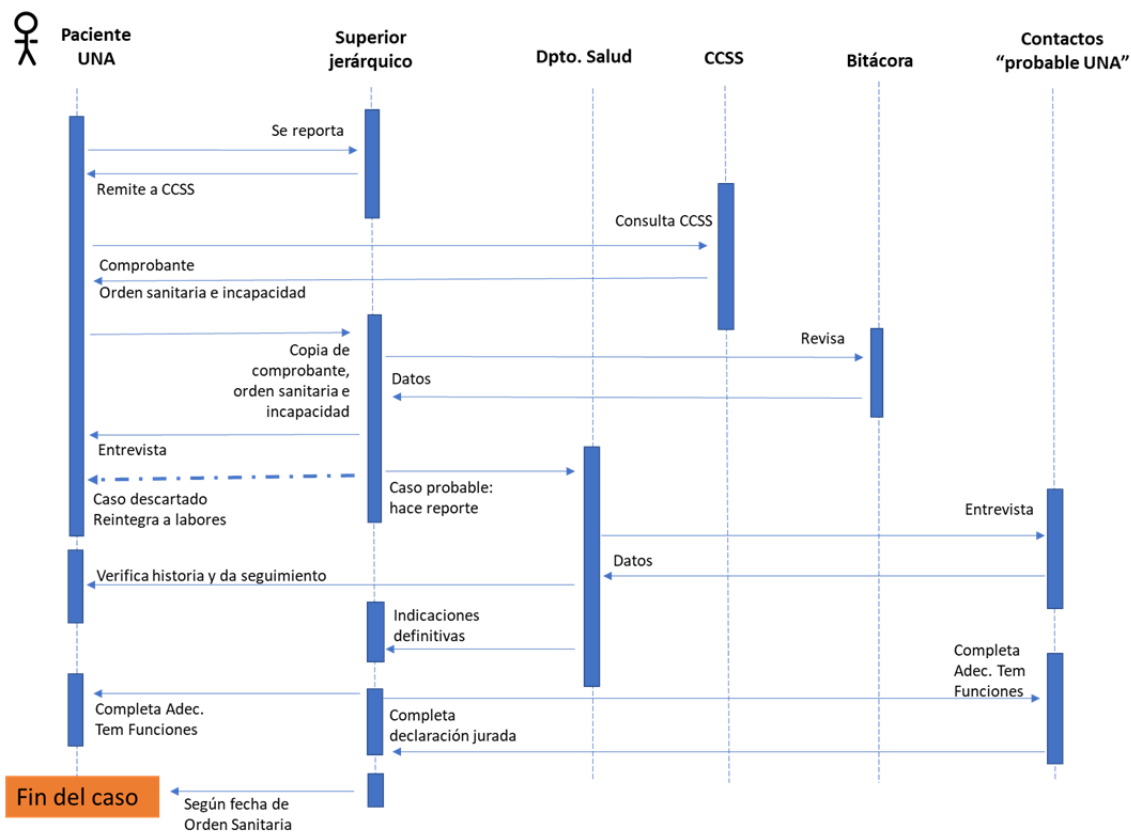 Paciente
UNA
Superior
jerárquico
Dpto. Salud
CCSS
Bitácora
Contactos
“probable UNA”
Se reporta
Remite a CCSS
Consulta CCSS
Comprobante
Orden sanitaria e incapacidad
Copia de
comprobante,
orden sanitaria e
incapacidad
Revisa
Datos
Entrevista
Caso descartado
Reintegra a labores
Caso probable:
hace reporte
Entrevista
Datos
Verifica historia y da seguimiento
Indicaciones
definitivas
Completa
Adec. Tem
Funciones
Completa Adec.
Tem Funciones
Completa
declaración jurada
Fin del caso
Según fecha de
Orden Sanitaria